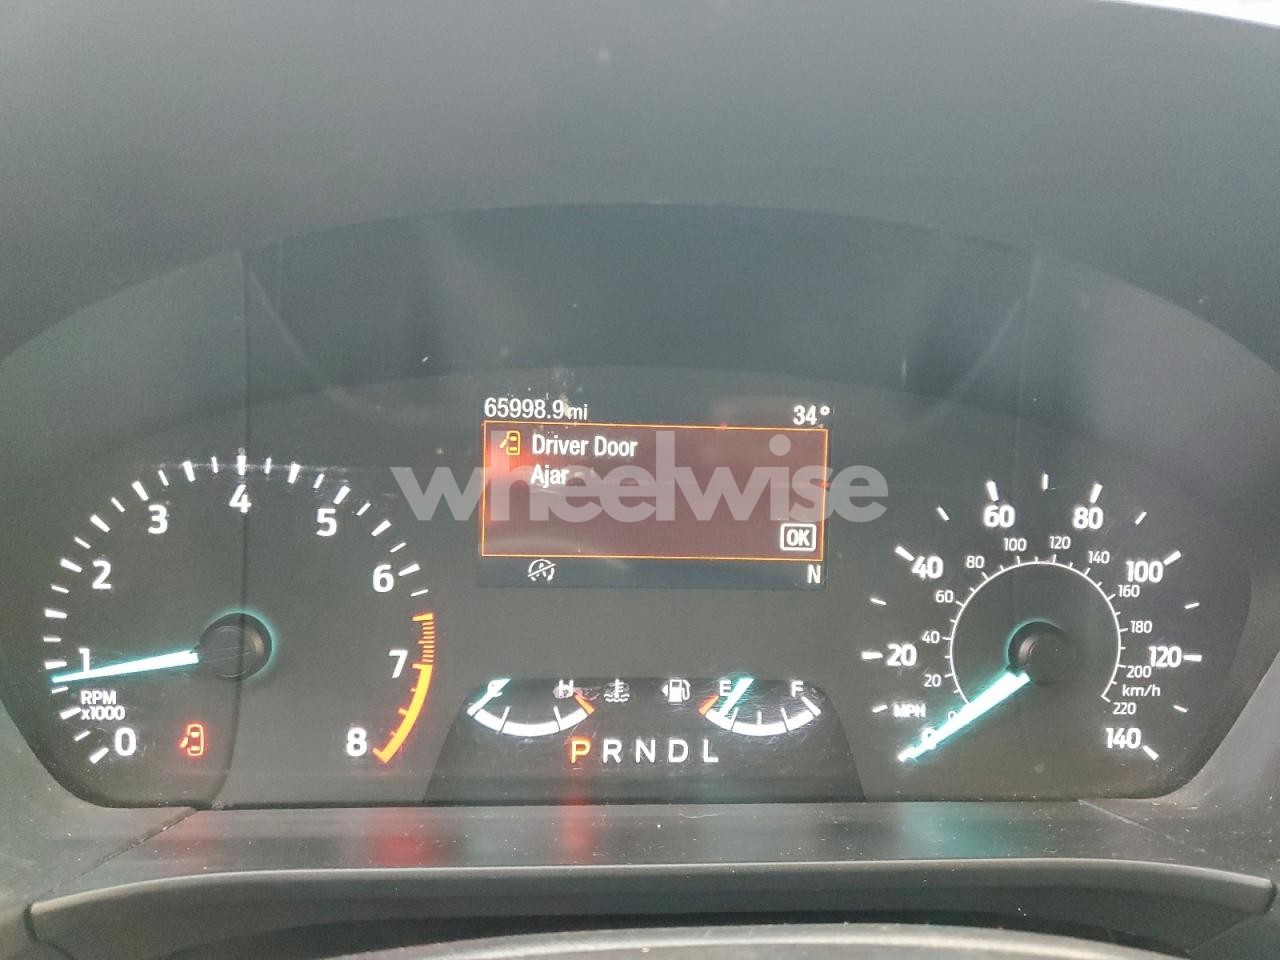 65998.9 mi 34°
Driver Door
Ajar
OK
N
wheelwise
0 1 2 3 4 5 6 7 8
RPM
x1000
C H
E F
P R N D L
0 20 40 60 80 100 120 140
MPH
0 20 40 60 80 100 120 140 160 180 200 220
km/h